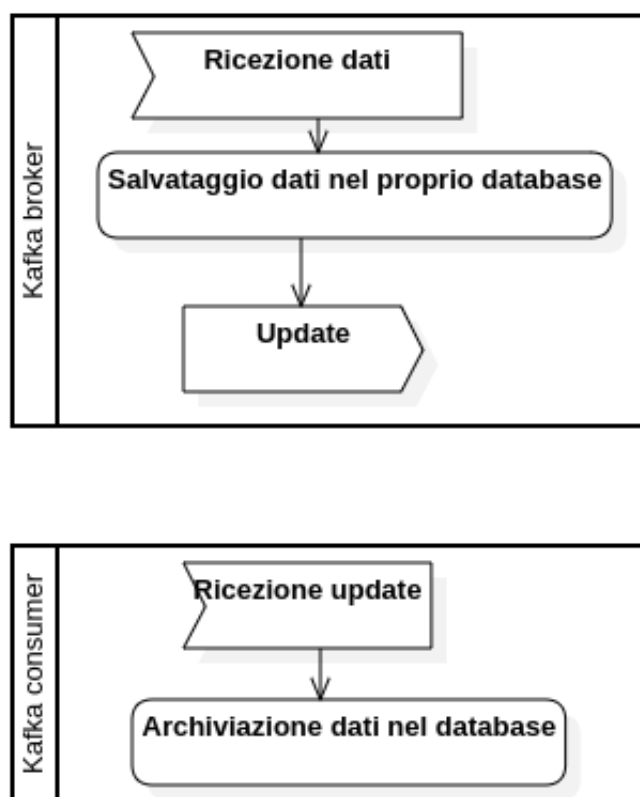 Kafka broker
Ricezione dati
Salvataggio dati nel proprio database
Update
Kafka consumer
Ricezione update
Archiviazione dati nel database